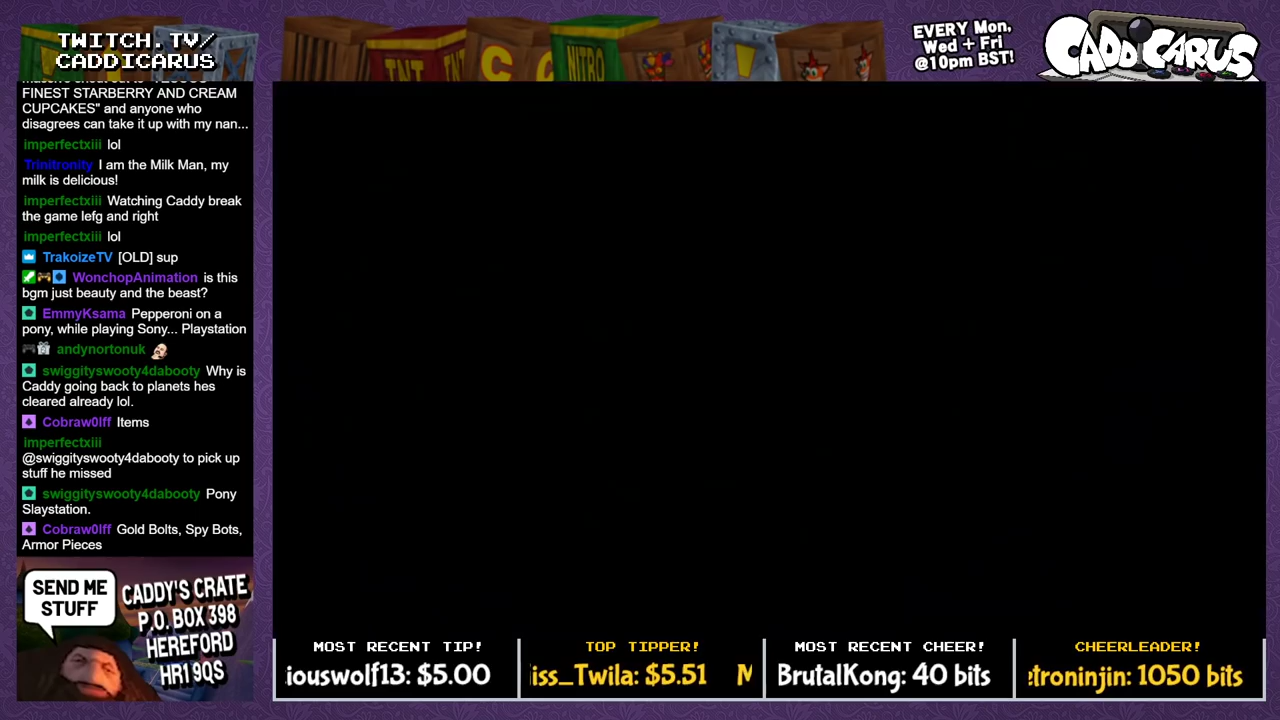 TWITCH.TV/
CADDICARUS
EVERY Mon,
Wed + Fri
@10pm BST!
CADDICARUS
TNT
TNT
C
NITRO
!
FINEST STARBERRY AND CREAM
CUPCAKES" and anyone who
disagrees can take it up with my nan...
imperfectxiii lol
Trinitronity I am the Milk Man, my
milk is delicious!
imperfectxiii Watching Caddy break
the game lefg and right
imperfectxiii lol
TrakoizeTV [OLD] sup
WonchopAnimation is this
bgm just beauty and the beast?
EmmyKsama Pepperoni on a
pony, while playing Sony... Playstation
andynortonuk
swiggityswooty4dabooty Why is
Caddy going back to planets hes
cleared already lol.
Cobraw0lff Items
imperfectxiii
@swiggityswooty4dabooty to pick up
stuff he missed
swiggityswooty4dabooty Pony
Slaystation.
Cobraw0lff Gold Bolts, Spy Bots,
Armor Pieces
SEND ME
STUFF
CADDY'S CRATE
P.O. BOX 398
HEREFORD
HR1 9QS
MOST RECENT TIP!
iouswolf13: $5.00
TOP TIPPER!
iss_Twila: $5.51 M
MOST RECENT CHEER!
BrutalKong: 40 bits
CHEERLEADER!
etroninjin: 1050 bits